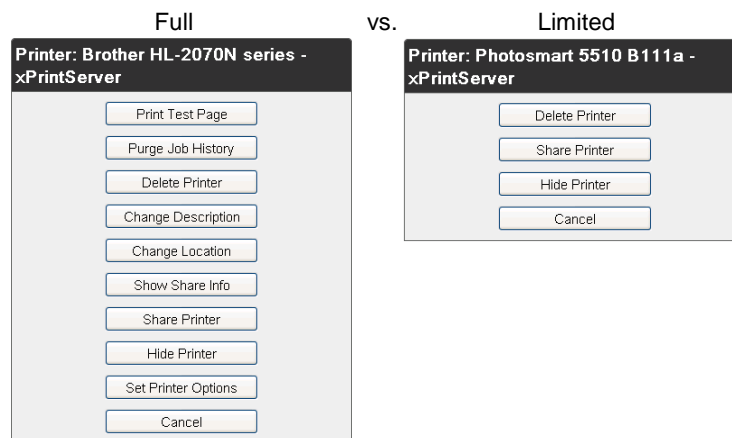 Full vs. Limited
Printer: Brother HL-2070N series -
xPrintServer
Print Test Page
Purge Job History
Delete Printer
Change Description
Change Location
Show Share Info
Share Printer
Hide Printer
Set Printer Options
Cancel
Printer: Photosmart 5510 B111a -
xPrintServer
Delete Printer
Share Printer
Hide Printer
Cancel